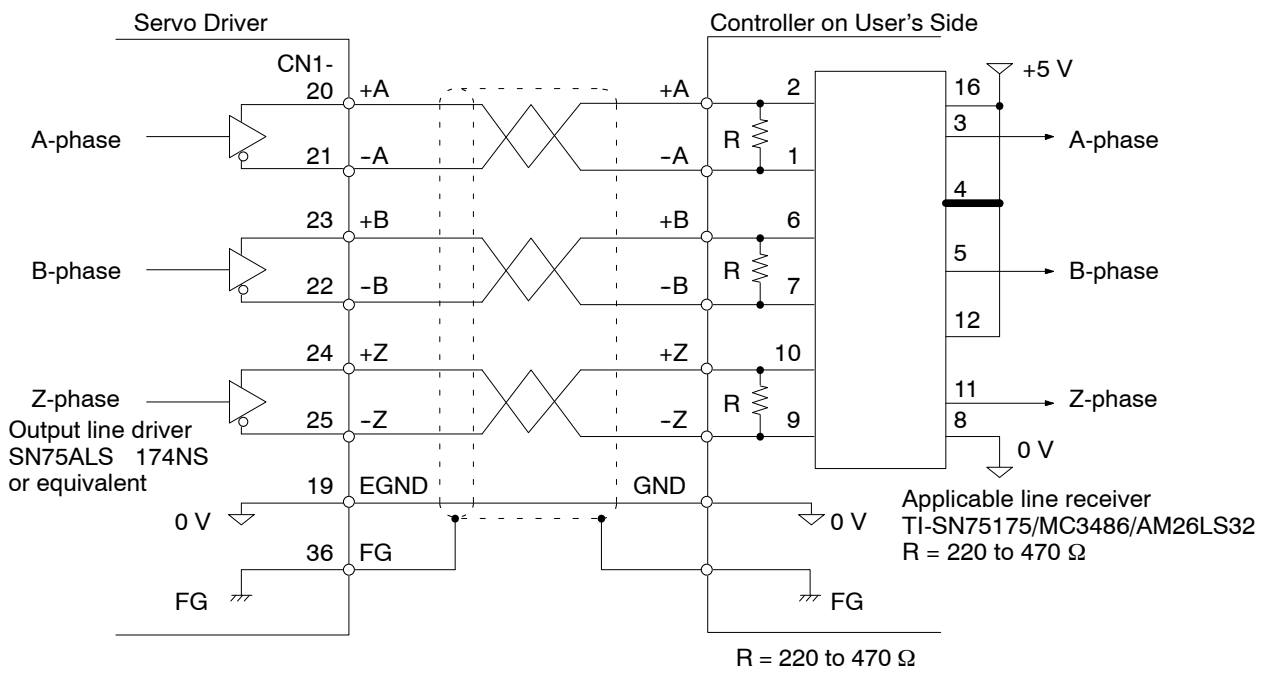 Servo Driver
Controller on User's Side
CN1-
20 +A
+A
2
16
+5 V
A-phase
R
3
A-phase
21 –A
–A
1
4
23 +B
+B
6
B-phase
R
5
B-phase
22 –B
–B
7
12
24 +Z
+Z
10
Z-phase
R
11
Z-phase
25 –Z
–Z
9
8
0 V
Output line driver
SN75ALS 174NS
or equivalent
19 EGND
GND
0 V
0 V
Applicable line receiver
TI-SN75175/MC3486/AM26LS32
R = 220 to 470 Ω
36 FG
FG
FG
R = 220 to 470 Ω